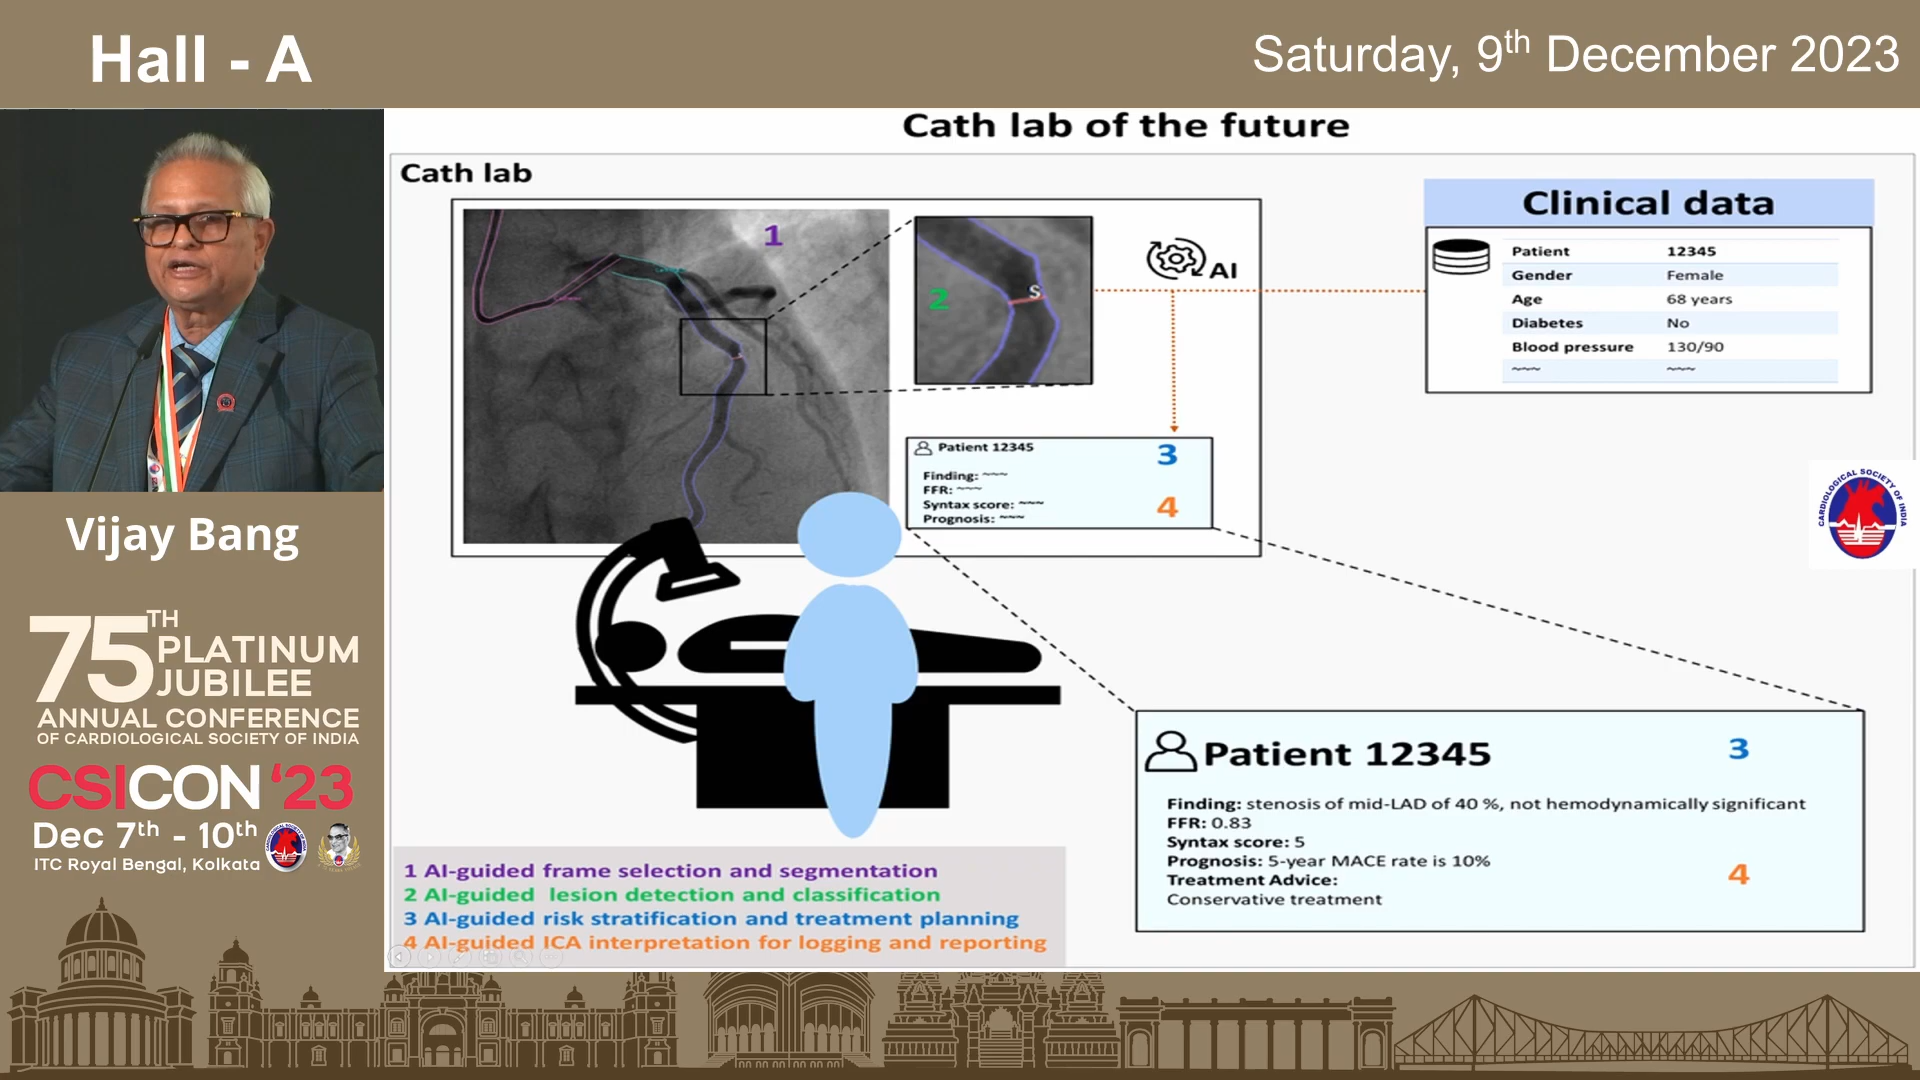 Hall - A
Saturday, 9th December 2023
Cath lab of the future
Cath lab
1
2
S
AI
Clinical data
Patient 12345
Gender Female
Age 68 years
Diabetes No
Blood pressure 130/90
~~~ ~~~
Patient 12345
3
Finding: ~~~
FFR: ~~~
Syntax score: ~~~
Prognosis: ~~~
4
CARDIOLOGICAL SOCIETY OF INDIA
Patient 12345
3
Finding: stenosis of mid-LAD of 40 %, not hemodynamically significant
FFR: 0.83
Syntax score: 5
Prognosis: 5-year MACE rate is 10%
Treatment Advice:
Conservative treatment
4
1 AI-guided frame selection and segmentation
2 AI-guided lesion detection and classification
3 AI-guided risk stratification and treatment planning
4 AI-guided ICA interpretation for logging and reporting
Vijay Bang
75TH PLATINUM
JUBILEE
ANNUAL CONFERENCE
OF CARDIOLOGICAL SOCIETY OF INDIA
CSICON ‘23
Dec 7th - 10th
ITC Royal Bengal, Kolkata